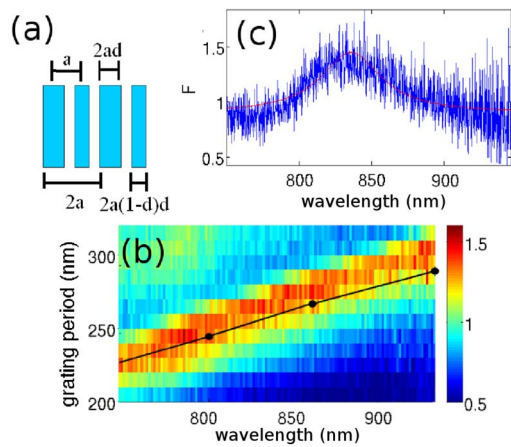 (a)
a
2ad
2a
2a(1-d)d
(c)
F
1.5
1
0.5
800
850
900
wavelength (nm)
(b)
grating period (nm)
300
250
200
800
850
900
wavelength (nm)
1.5
1
0.5